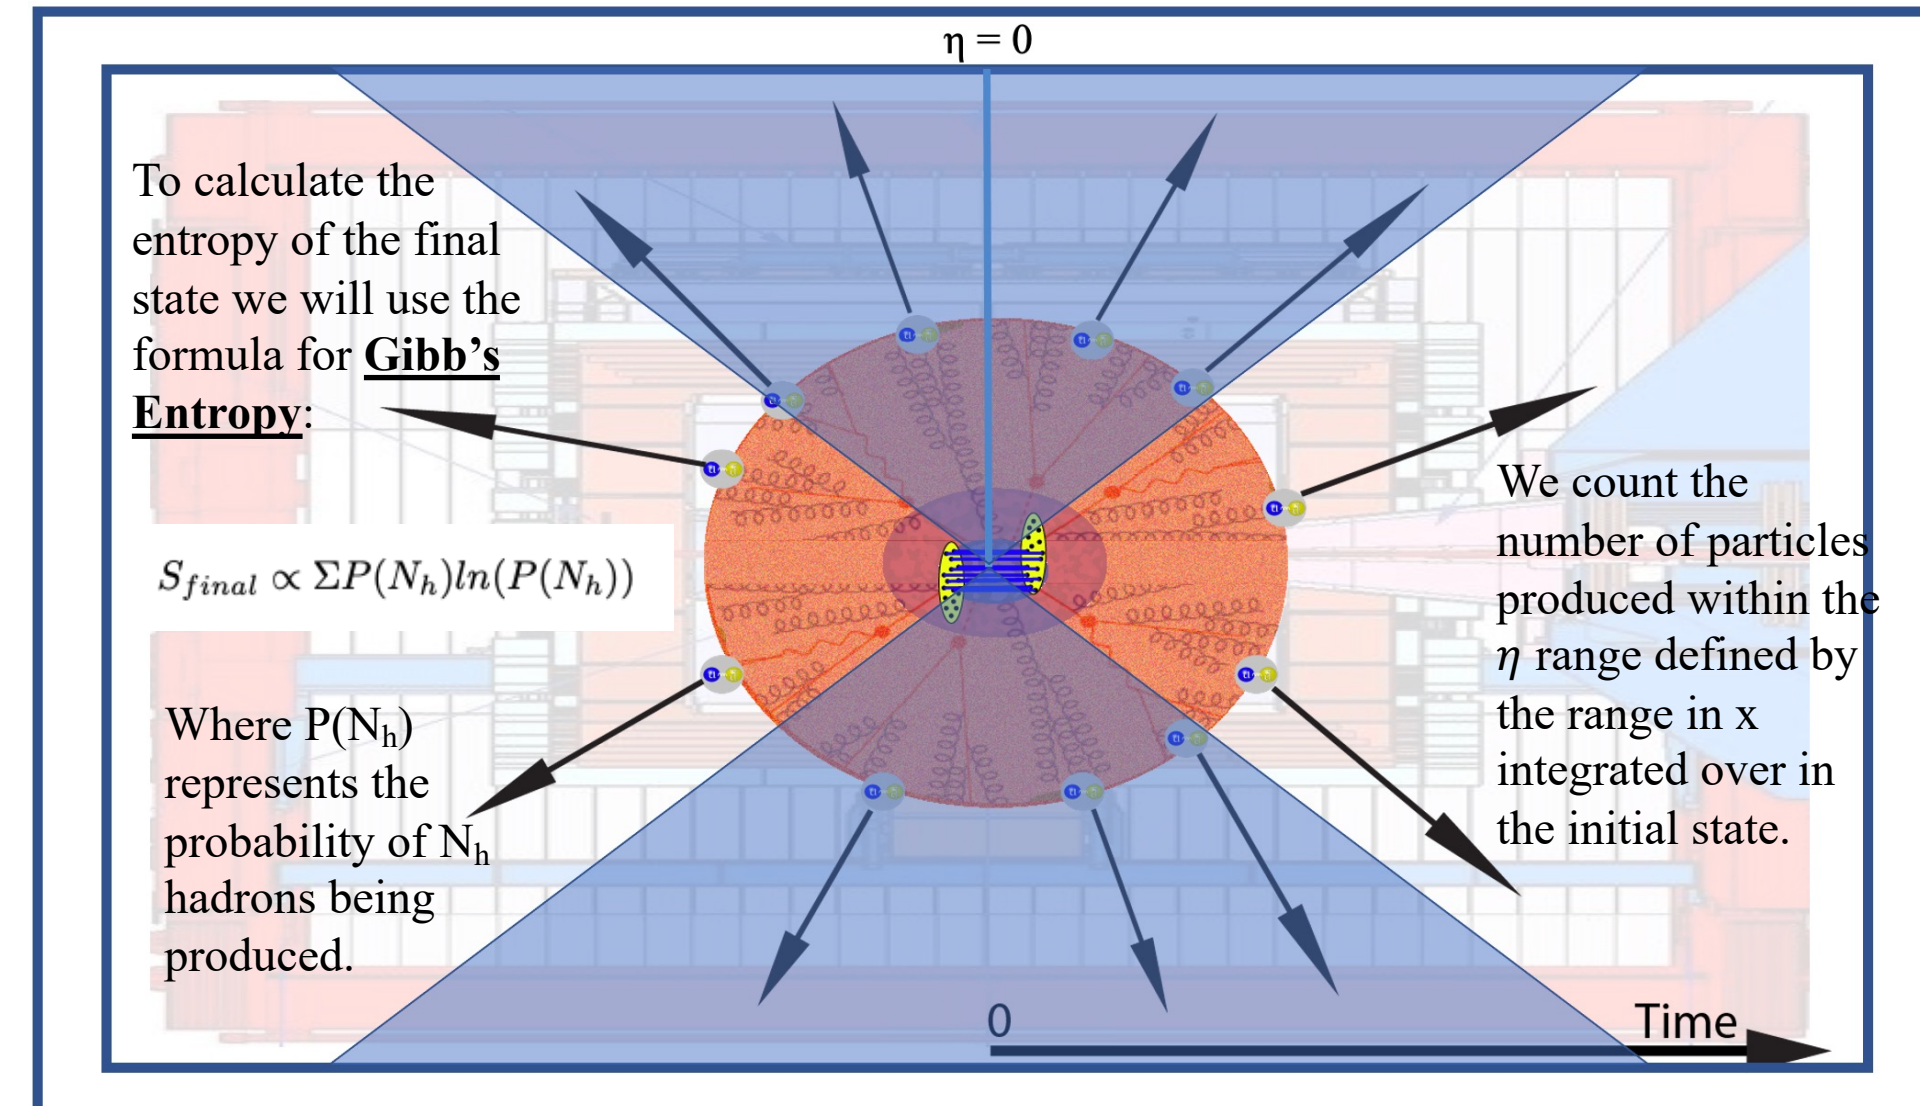 η = 0
To calculate the
entropy of the final
state we will use the
formula for Gibb’s
Entropy:
S_final ∝ ΣP(N_h)ln(P(N_h))
Where P(N_h)
represents the
probability of N_h
hadrons being
produced.
We count the
number of particles
produced within the
η range defined by
the range in x
integrated over in
the initial state.
0
Time